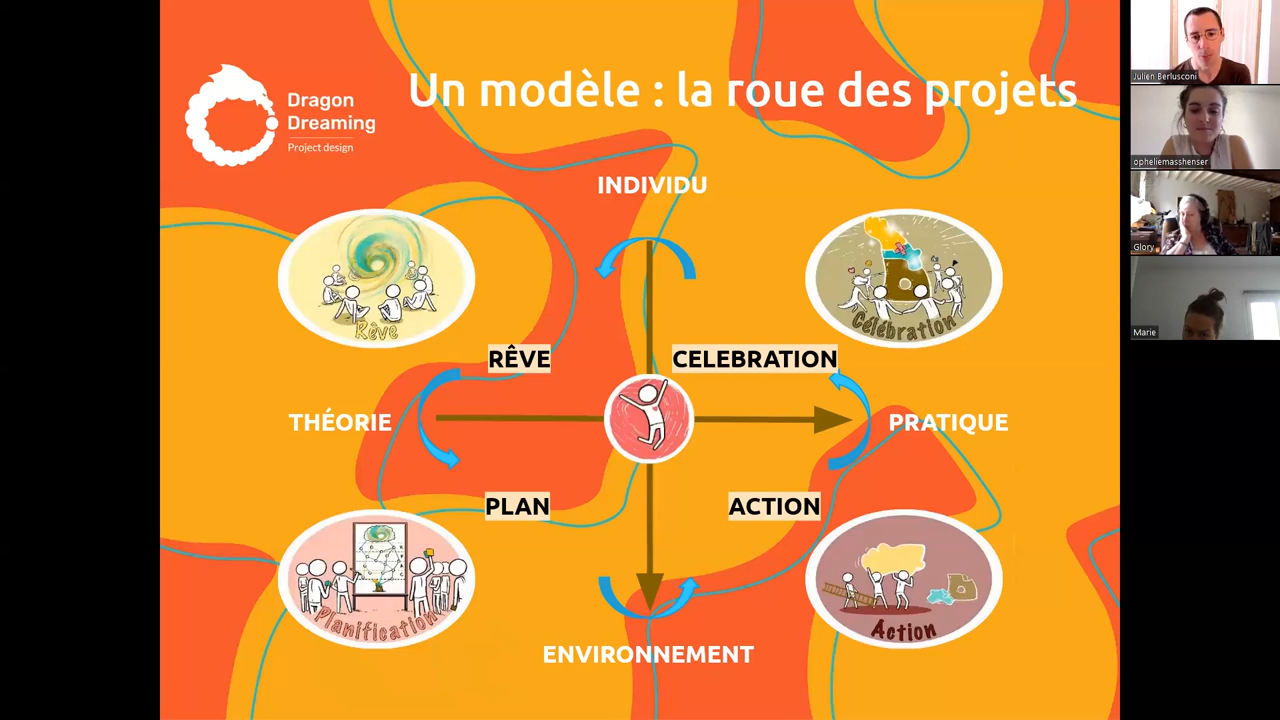 Un modèle : la roue des projets
Dragon
Dreaming
Project design
INDIVIDU
Rêve
Célébration
RÊVE
CELEBRATION
THÉORIE
PRATIQUE
PLAN
ACTION
Planification
Action
ENVIRONNEMENT
Julien Berlusconi
opheliemasshenser
Glory
Marie